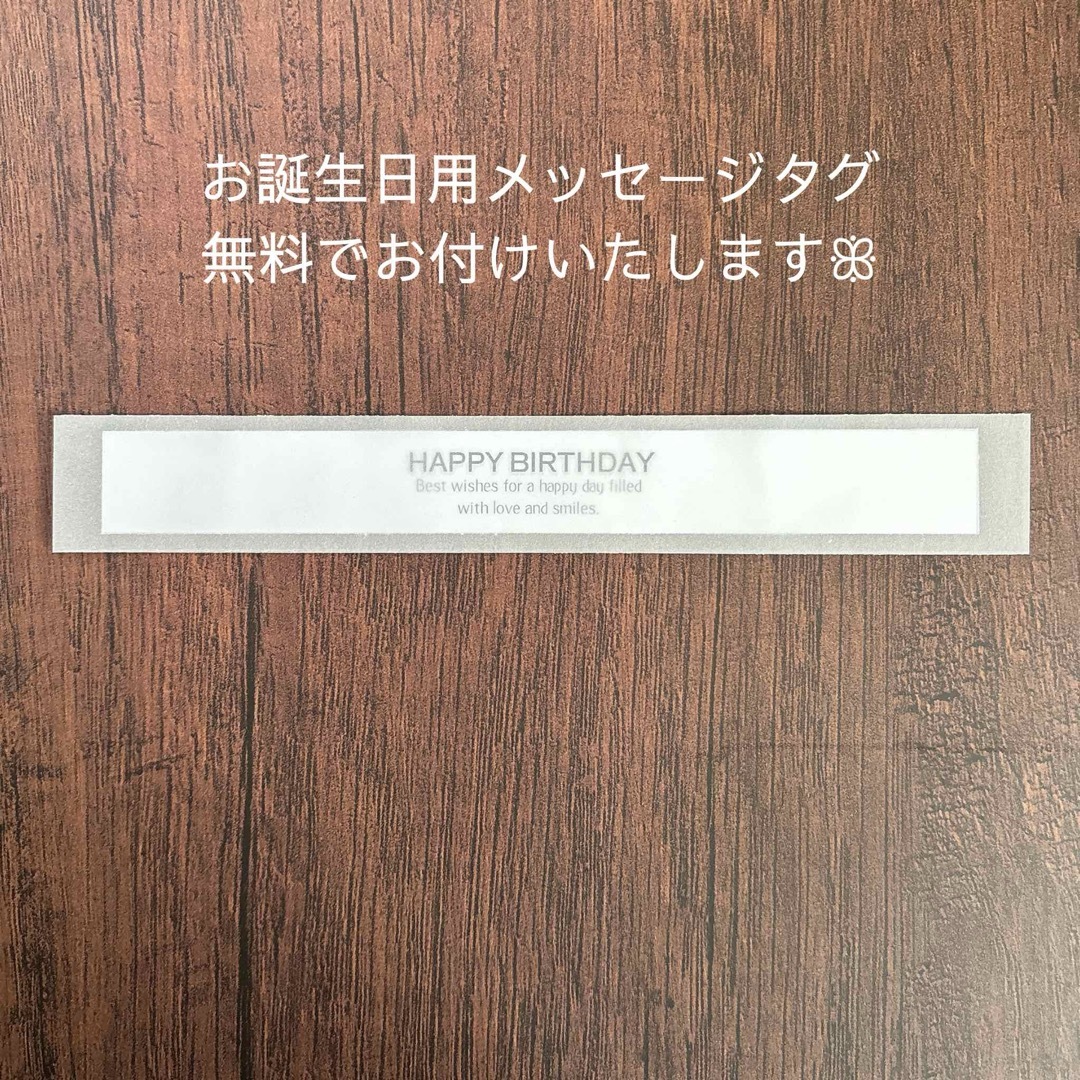 お誕生日用メッセージタグ
無料でお付けいたします🌼
HAPPY BIRTHDAY
Best wishes for a happy day filled
with love and smiles.